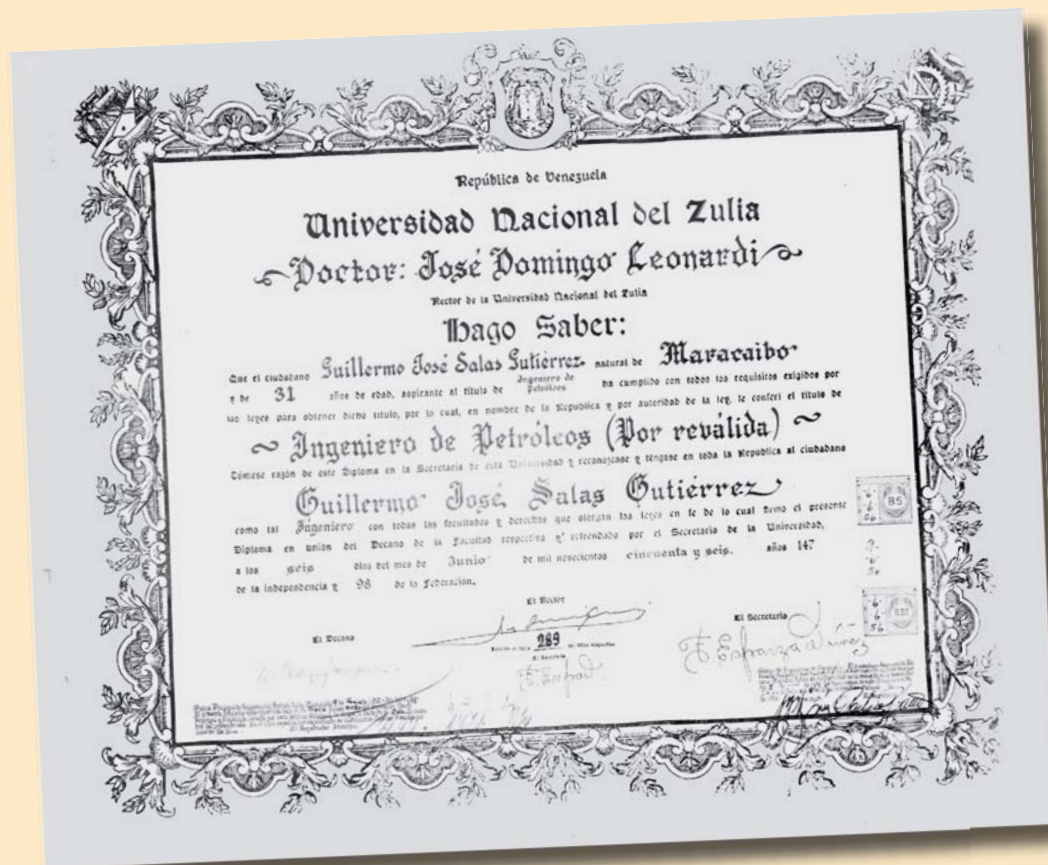 República de Venezuela
Universidad Nacional del Zulia
Doctor: José Domingo Leonardi
Rector de la Universidad Nacional del Zulia
Hago Saber:
Que el ciudadano Guillermo José Salas Gutiérrez natural de Maracaibo
y de 31 años de edad, aspirante al título de Ingeniero de Petróleos ha cumplido con todos los requisitos exigidos por
las leyes para obtener dicho título, por lo cual, en nombre de la República y por autoridad de la ley, le conferí el título de
Ingeniero de Petróleos (Por reválida)
Tómese razón de este Diploma en la Secretaría de esta Universidad y reconózcase y téngase en toda la República al ciudadano
Guillermo José Salas Gutiérrez
como tal Ingeniero con todas las facultades y derechos que otorgan las leyes en fe de lo cual firmo el presente
Diploma en unión del Decano de la Facultad respectiva y refrendado por el Secretario de la Universidad,
a los seis días del mes de Junio de mil novecientos cincuenta y seis. años 147
de la independencia y 98 de la Federación.
El Rector
El Decano
El Secretario
289
El Secretario